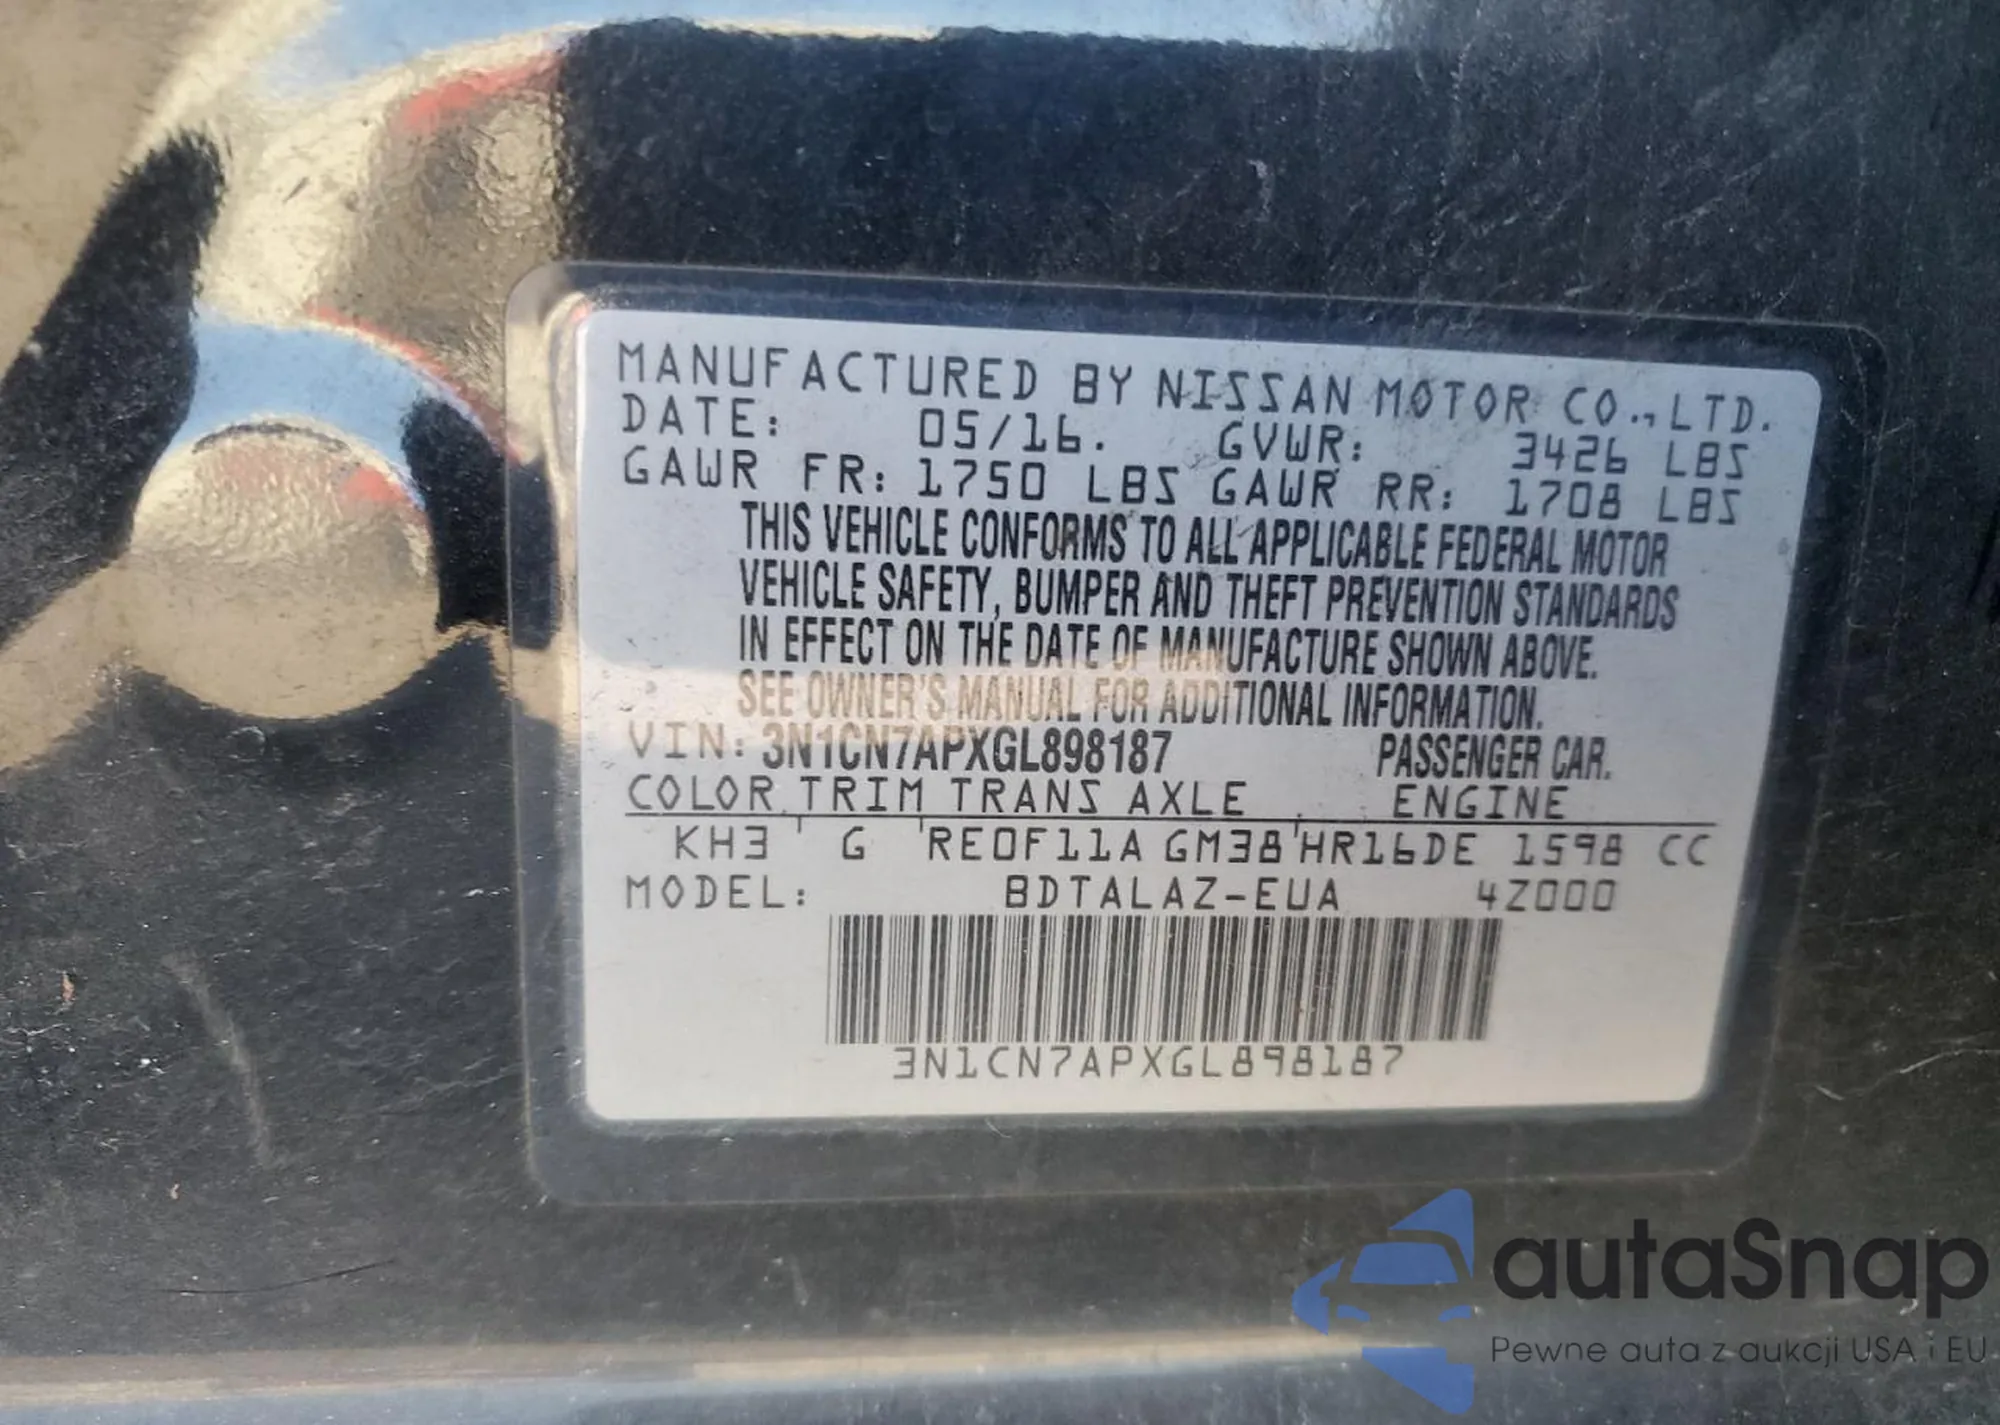 MANUFACTURED BY NISSAN MOTOR CO.,LTD.
DATE: 05/16. GVWR: 3426 LBS
GAWR FR: 1750 LBS GAWR RR: 1708 LBS
THIS VEHICLE CONFORMS TO ALL APPLICABLE FEDERAL MOTOR
VEHICLE SAFETY, BUMPER AND THEFT PREVENTION STANDARDS
IN EFFECT ON THE DATE OF MANUFACTURE SHOWN ABOVE.
SEE OWNER'S MANUAL FOR ADDITIONAL INFORMATION.
VIN: 3N1CN7APXGL898187 PASSENGER CAR.
COLOR TRIM TRANS AXLE ENGINE
KH3 G RE0F11A GM38 HR16DE 1598 CC
MODEL: BDTALAZ-EUA 4Z000
3N1CN7APXGL898187
autaSnap
Pewne auta z aukcji USA i EU